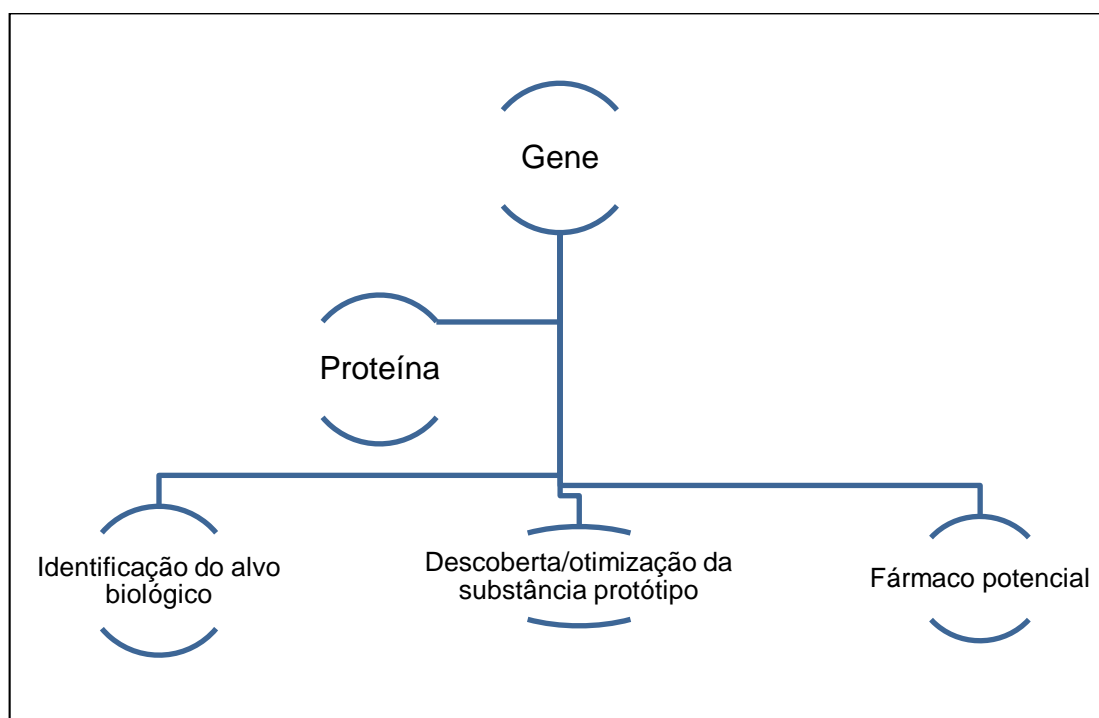 Gene
Proteína
Identificação do alvo
biológico
Descoberta/otimização da
substância protótipo
Fármaco potencial